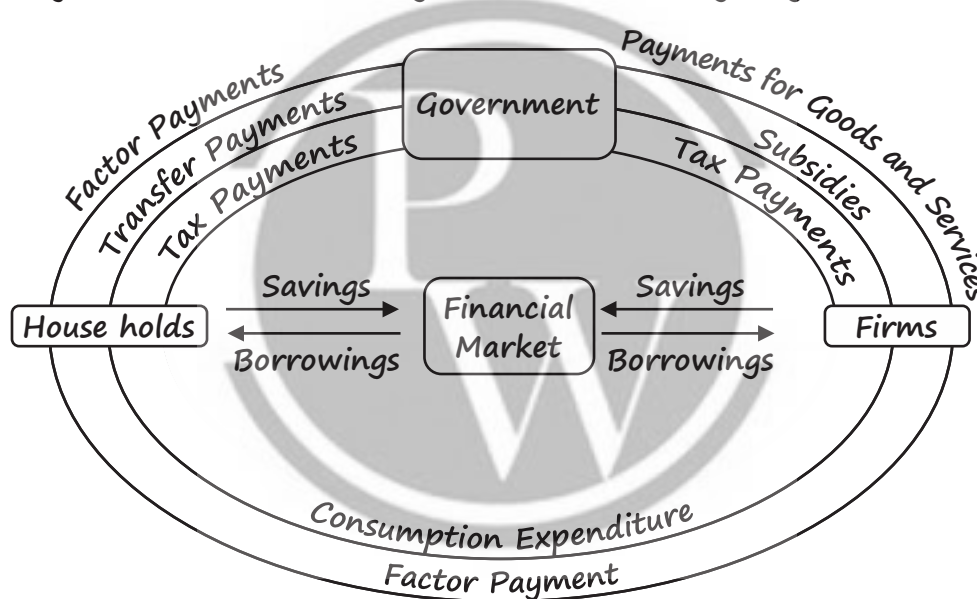 Payments for Goods and Services
Factor Payments
Transfer Payments
Tax Payments
Government
Subsidies
Tax Payments
Savings
Borrowings
Financial
Market
Savings
Borrowings
House holds
Firms
Consumption Expenditure
Factor Payment
PW